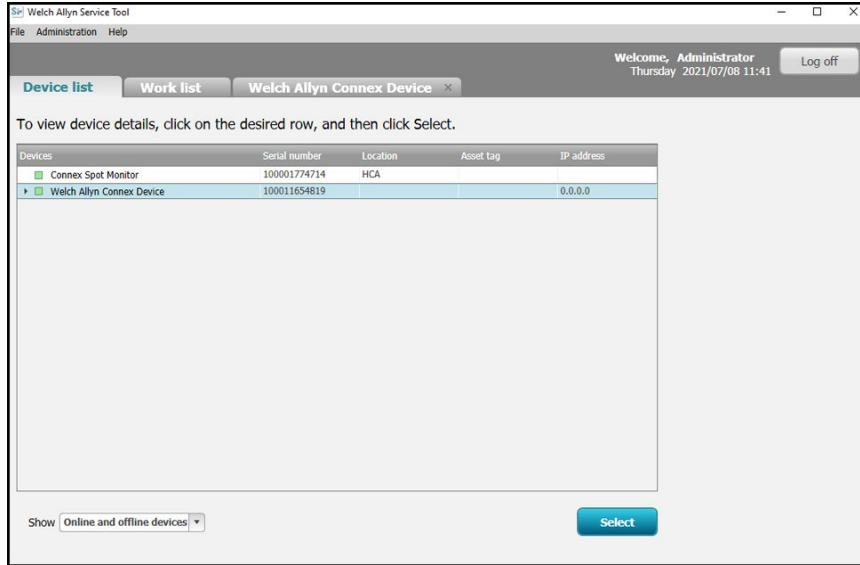 Welch Allyn Service Tool
File Administration Help
Welcome, Administrator
Thursday 2021/07/08 11:41
Log off
Device list Work list Welch Allyn Connex Device ×
To view device details, click on the desired row, and then click Select.
Devices Serial number Location Asset tag IP address
Connex Spot Monitor 100001774714 HCA
Welch Allyn Connex Device 100011654819 0.0.0.0
Show Online and offline devices Select